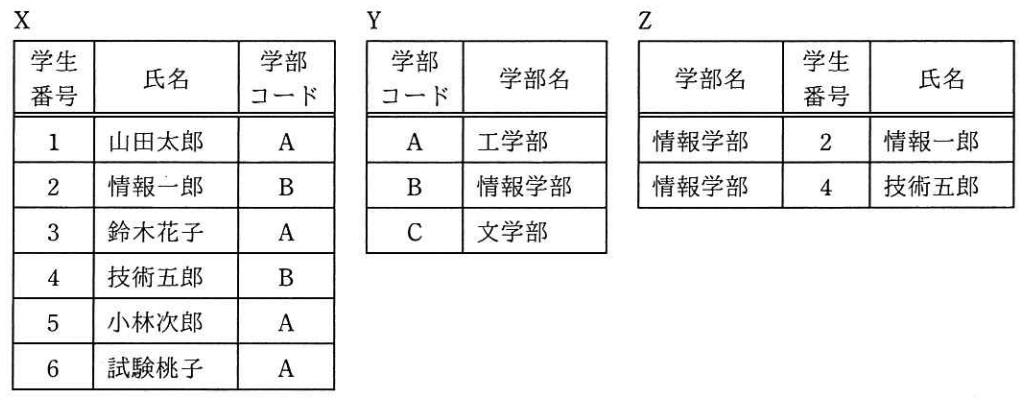 X
学生番号 氏名 学部コード
1 山田太郎 A
2 情報一郎 B
3 鈴木花子 A
4 技術五郎 B
5 小林次郎 A
6 試験桃子 A
Y
学部コード 学部名
A 工学部
B 情報学部
C 文学部
Z
学部名 学生番号 氏名
情報学部 2 情報一郎
情報学部 4 技術五郎